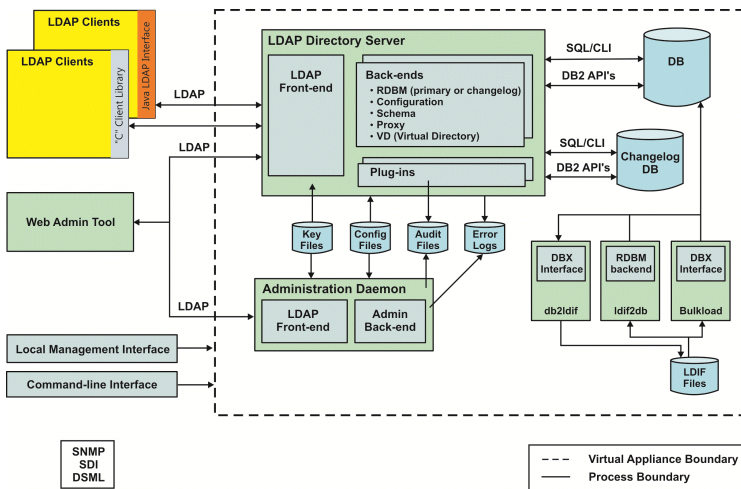 LDAP Clients
LDAP Clients
Java LDAP Interface
"C" Client Library
LDAP
LDAP
Web Admin Tool
LDAP
Local Management Interface
Command-line Interface
SNMP
SDI
DSML
LDAP Directory Server
LDAP
Front-end
Back-ends
• RDBM (primary or changelog)
• Configuration
• Schema
• Proxy
• VD (Virtual Directory)
Plug-ins
SQL/CLI
DB2 API's
DB
SQL/CLI
DB2 API's
Changelog
DB
Key
Files
Config
Files
Audit
Files
Error
Logs
Administration Daemon
LDAP
Front-end
Admin
Back-end
DBX
Interface
db2ldif
RDBM
backend
ldif2db
DBX
Interface
Bulkload
LDIF
Files
Virtual Appliance Boundary
Process Boundary